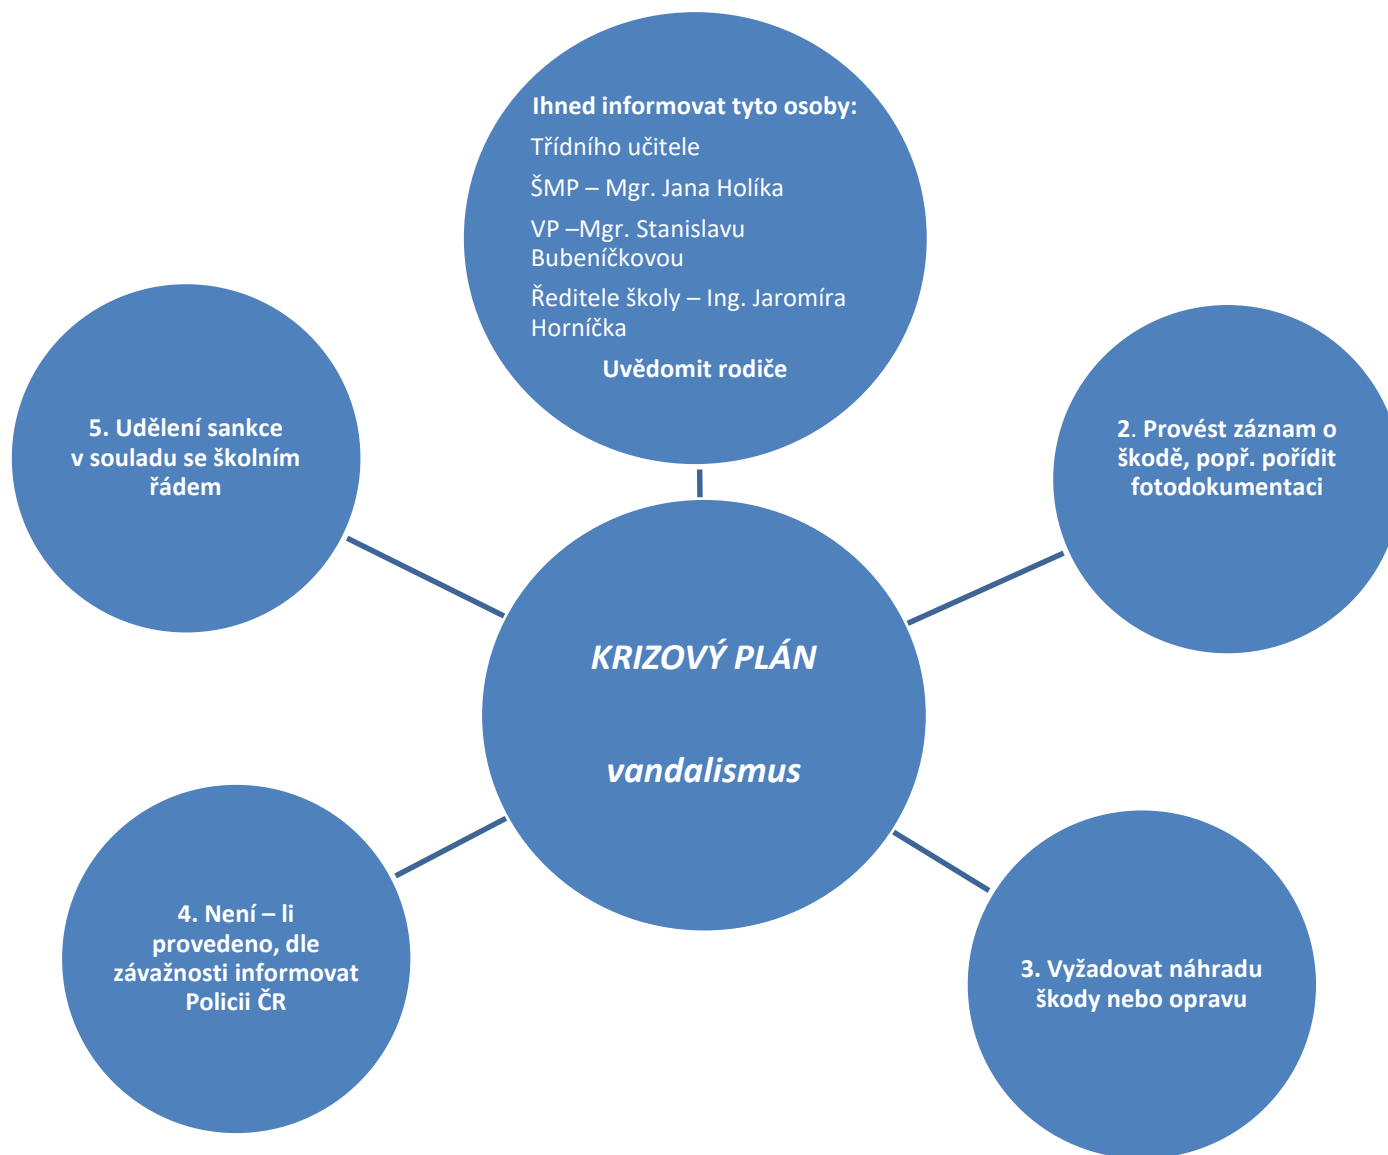 Ihned informovat tyto osoby:
Třídního učitele
ŠMP – Mgr. Jana Holíka
VP –Mgr. Stanislavu
Bubeníčkovou
Ředitele školy – Ing. Jaromíra
Horníčka
Uvědomit rodiče
2. Provést záznam o
škodě, popř. pořídit
fotodokumentaci
3. Vyžadovat náhradu
škody nebo opravu
4. Není – li
provedeno, dle
závažnosti informovat
Policii ČR
5. Udělení sankce
v souladu se školním
řádem
KRIZOVÝ PLÁN
vandalismus